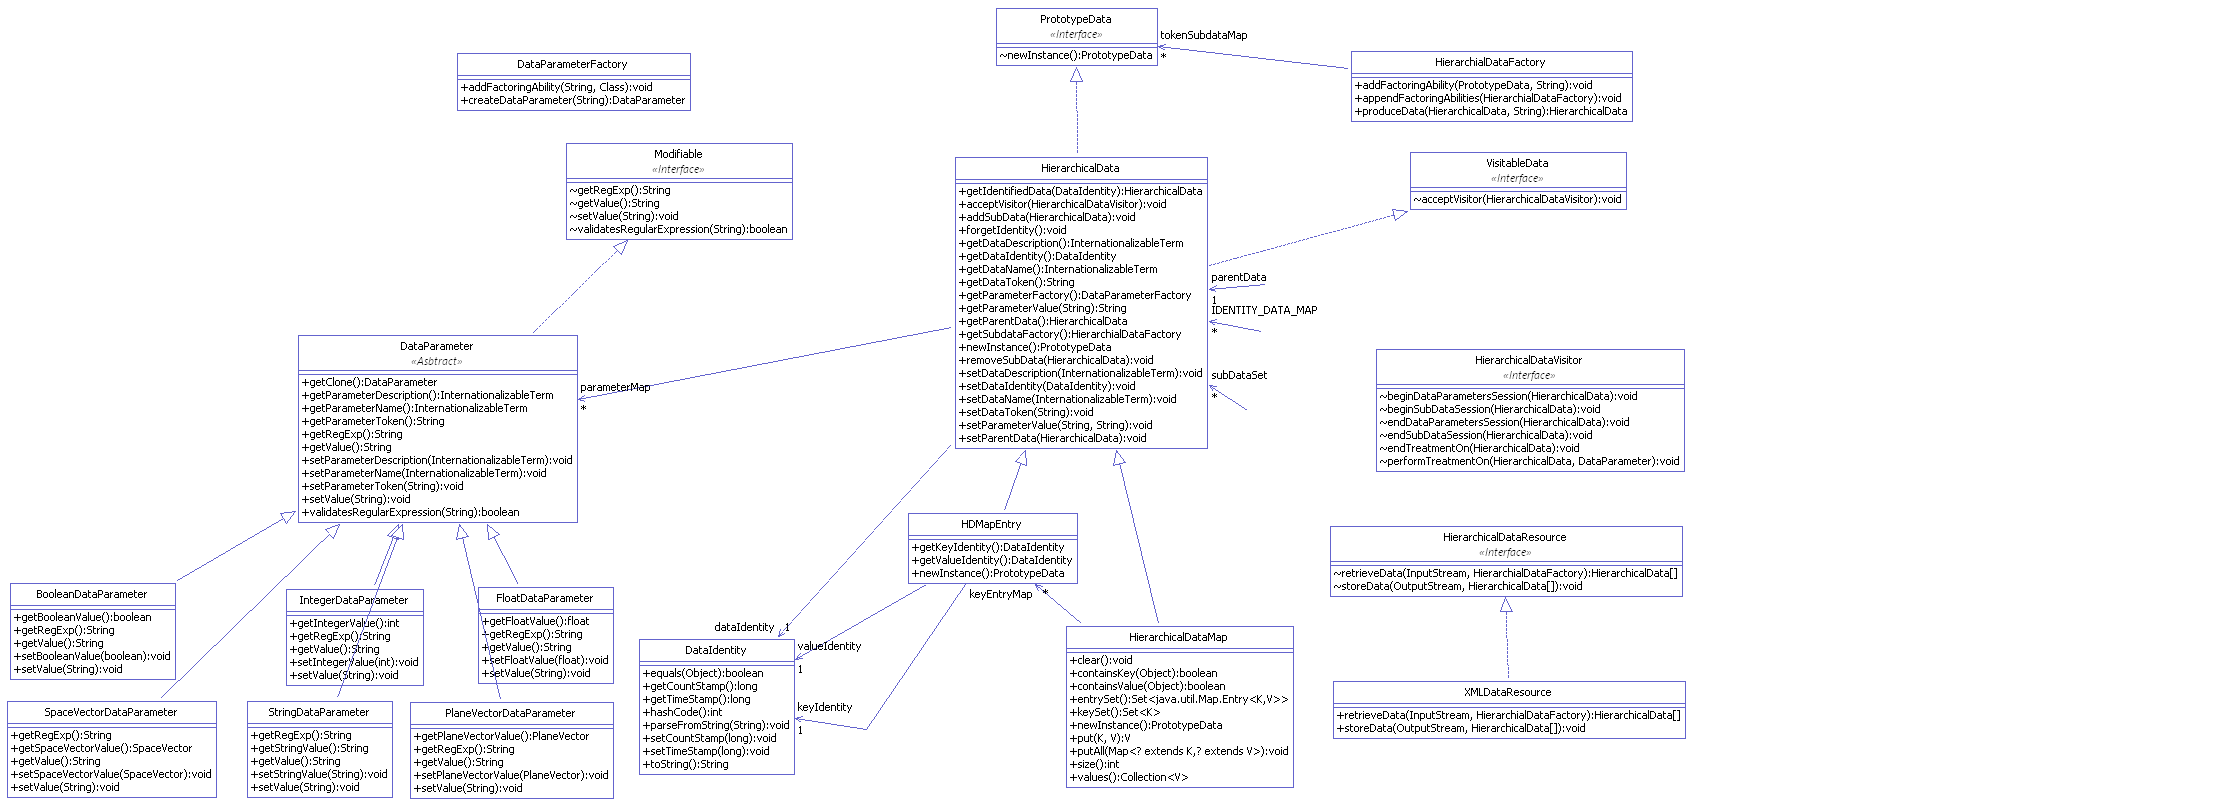 PrototypeData
«Interface»
~newInstance():PrototypeData
tokenSubdataMap
*
HierarchialDataFactory
+addFactoringAbility(PrototypeData, String):void
+appendFactoringAbilities(HierarchialDataFactory):void
+produceData(HierarchicalData, String):HierarchicalData
DataParameterFactory
+addFactoringAbility(String, Class):void
+createDataParameter(String):DataParameter
Modifiable
«Interface»
~getRegExp():String
~getValue():String
~setValue(String):void
~validatesRegularExpression(String):boolean
HierarchicalData
+getIdentifiedData(DataIdentity):HierarchicalData
+acceptVisitor(HierarchicalDataVisitor):void
+addSubData(HierarchicalData):void
+forgetIdentity():void
+getDataDescription():InternationalizableTerm
+getDataIdentity():DataIdentity
+getDataName():InternationalizableTerm
+getDataToken():String
+getParameterFactory():DataParameterFactory
+getParameterValue(String):String
+getParentData():HierarchicalData
+getSubdataFactory():HierarchialDataFactory
+newInstance():PrototypeData
+removeSubData(HierarchicalData):void
+setDataDescription(InternationalizableTerm):void
+setDataIdentity(DataIdentity):void
+setDataName(InternationalizableTerm):void
+setDataToken(String):void
+setParameterValue(String, String):void
+setParentData(HierarchicalData):void
VisitableData
«Interface»
~acceptVisitor(HierarchicalDataVisitor):void
parentData
1
IDENTITY_DATA_MAP
*
subDataSet
*
DataParameter
«Asbtract»
+getClone():DataParameter
+getParameterDescription():InternationalizableTerm
+getParameterName():InternationalizableTerm
+getParameterToken():String
+getRegExp():String
+getValue():String
+setParameterDescription(InternationalizableTerm):void
+setParameterName(InternationalizableTerm):void
+setParameterToken(String):void
+setValue(String):void
+validatesRegularExpression(String):boolean
parameterMap
*
HierarchicalDataVisitor
«Interface»
~beginDataParametersSession(HierarchicalData):void
~beginSubDataSession(HierarchicalData):void
~endDataParametersSession(HierarchicalData):void
~endSubDataSession(HierarchicalData):void
~endTreatmentOn(HierarchicalData):void
~performTreatmentOn(HierarchicalData, DataParameter):void
HDMapEntry
+getKeyIdentity():DataIdentity
+getValueIdentity():DataIdentity
+newInstance():PrototypeData
keyEntryMap
*
HierarchicalDataResource
«Interface»
~retrieveData(InputStream, HierarchialDataFactory):HierarchicalData[]
~storeData(OutputStream, HierarchicalData[]):void
BooleanDataParameter
+getBooleanValue():boolean
+getRegExp():String
+getValue():String
+setBooleanValue(boolean):void
+setValue(String):void
IntegerDataParameter
+getIntegerValue():int
+getRegExp():String
+getValue():String
+setIntegerValue(int):void
+setValue(String):void
FloatDataParameter
+getFloatValue():float
+getRegExp():String
+getValue():String
+setFloatValue(float):void
+setValue(String):void
dataIdentity
1
DataIdentity
+equals(Object):boolean
+getCountStamp():long
+getTimeStamp():long
+hashCode():int
+parseFromString(String):void
+setCountStamp(long):void
+setTimeStamp(long):void
+toString():String
valueIdentity
1
keyIdentity
1
HierarchicalDataMap
+clear():void
+containsKey(Object):boolean
+containsValue(Object):boolean
+entrySet():Set<java.util.Map.Entry<K,V>>
+keySet():Set<K>
+newInstance():PrototypeData
+put(K, V):V
+putAll(Map<? extends K,? extends V>):void
+size():int
+values():Collection<V>
XMLDataResource
+retrieveData(InputStream, HierarchialDataFactory):HierarchicalData[]
+storeData(OutputStream, HierarchicalData[]):void
SpaceVectorDataParameter
+getRegExp():String
+getSpaceVectorValue():SpaceVector
+getValue():String
+setSpaceVectorValue(SpaceVector):void
+setValue(String):void
StringDataParameter
+getRegExp():String
+getStringValue():String
+getValue():String
+setStringValue(String):void
+setValue(String):void
PlaneVectorDataParameter
+getPlaneVectorValue():PlaneVector
+getRegExp():String
+getValue():String
+setPlaneVectorValue(PlaneVector):void
+setValue(String):void